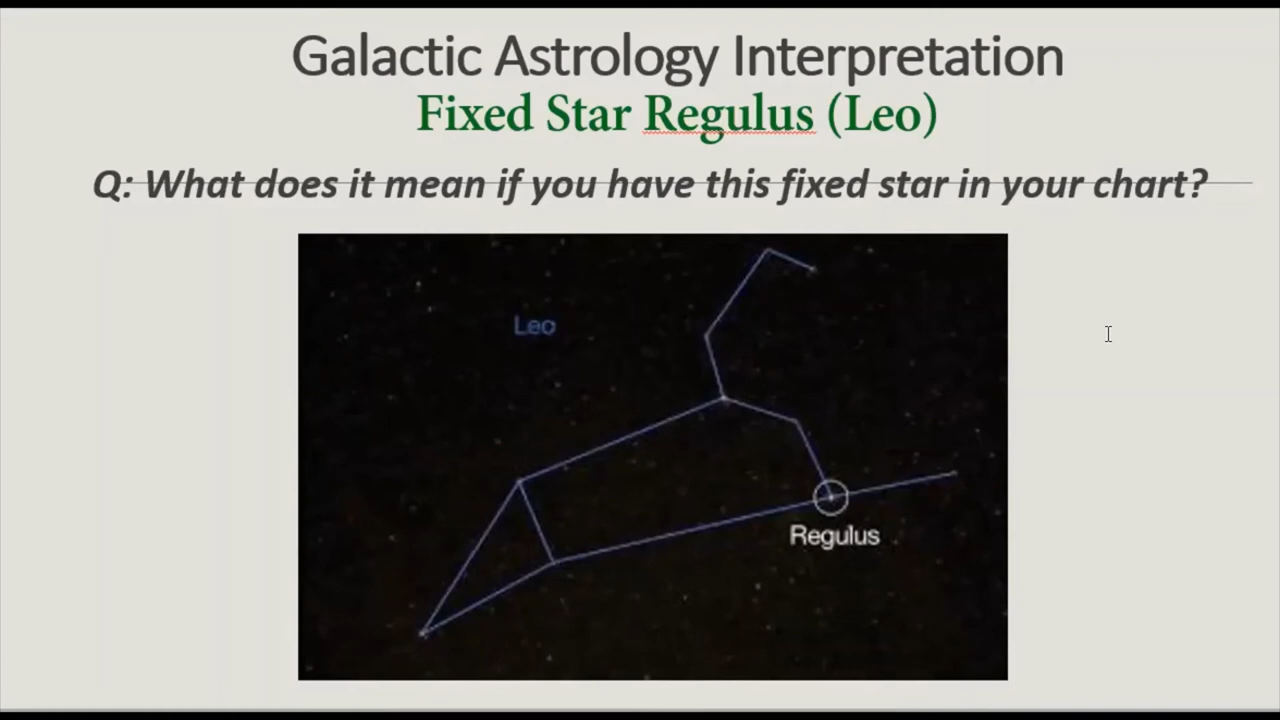 Galactic Astrology Interpretation
Fixed Star Regulus (Leo)
Q: What does it mean if you have this fixed star in your chart?
Leo
Regulus